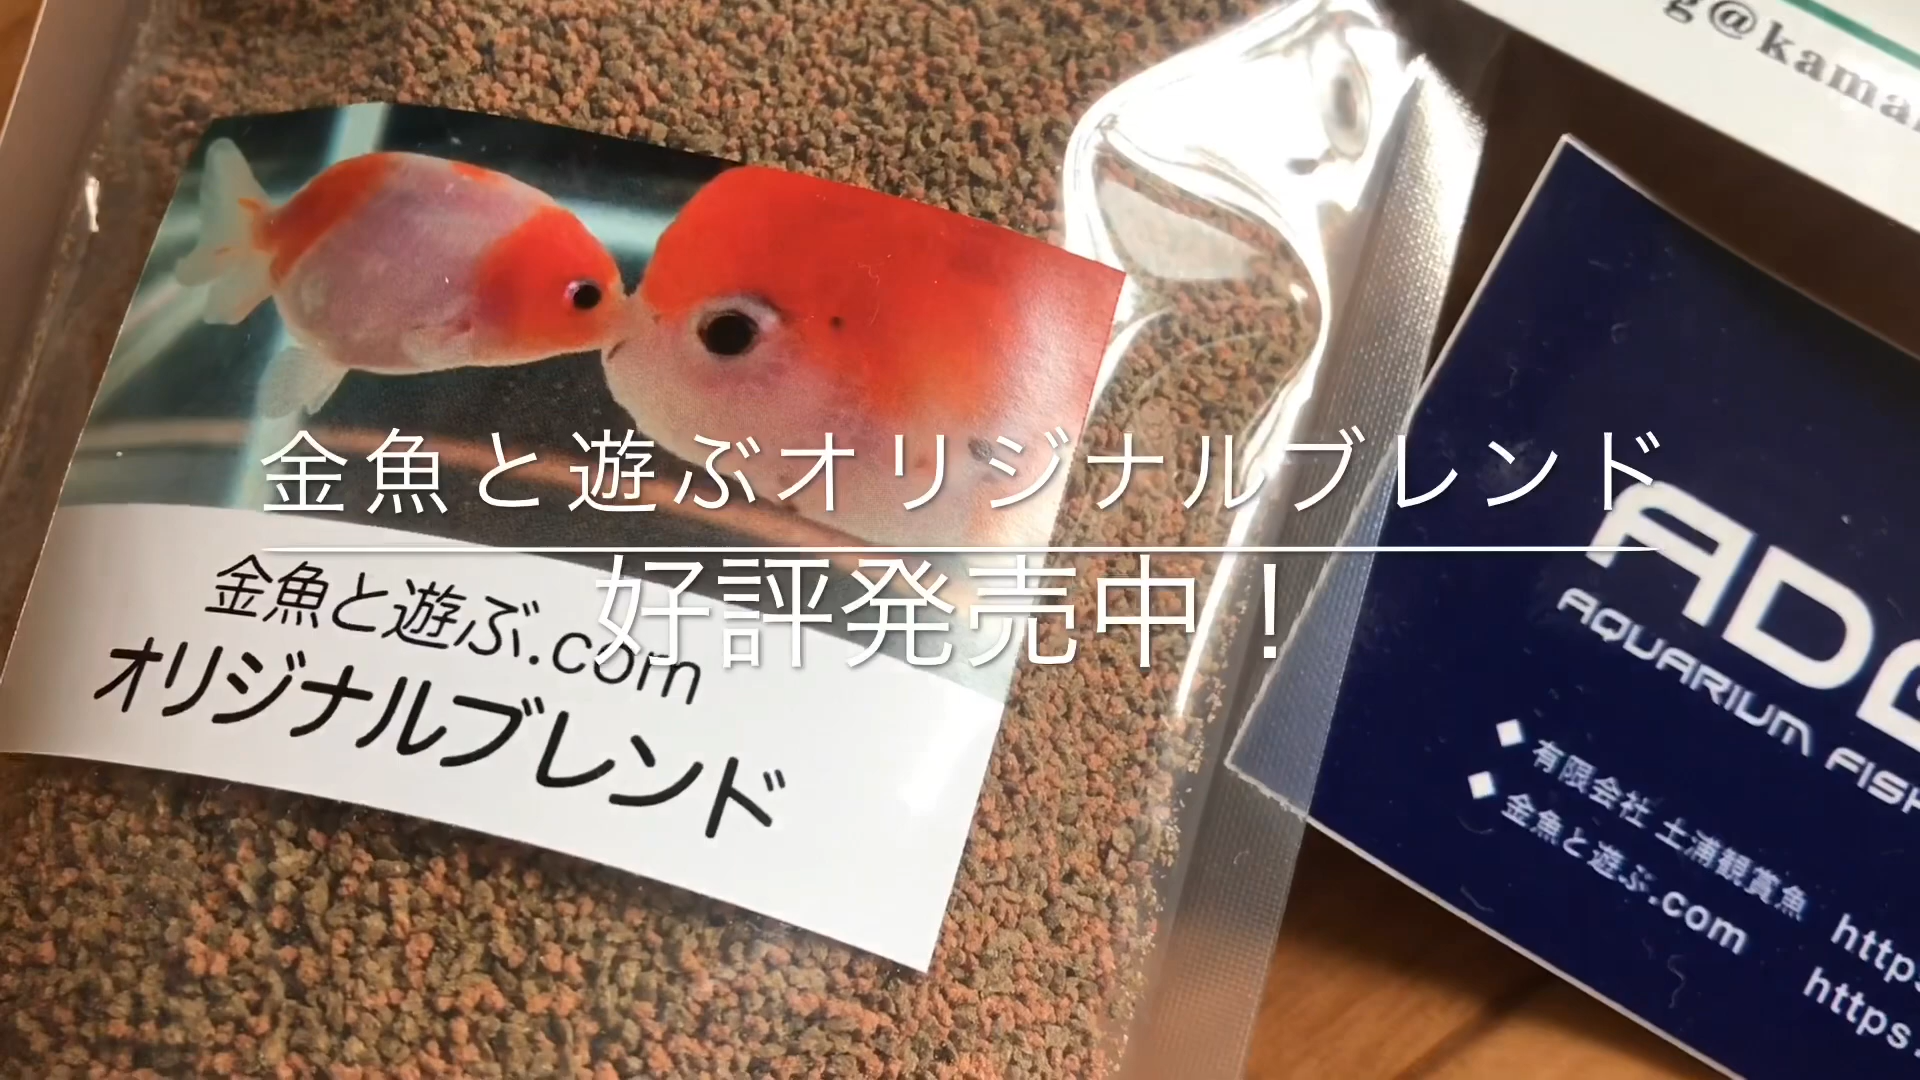 g@kama
金魚と遊ぶオリジナルブレンド
好評発売中！
金魚と遊ぶ.com
オリジナルブレンド
AQUARIUM FISH
有限会社 土浦観賞魚
金魚と遊ぶ.com
https
https